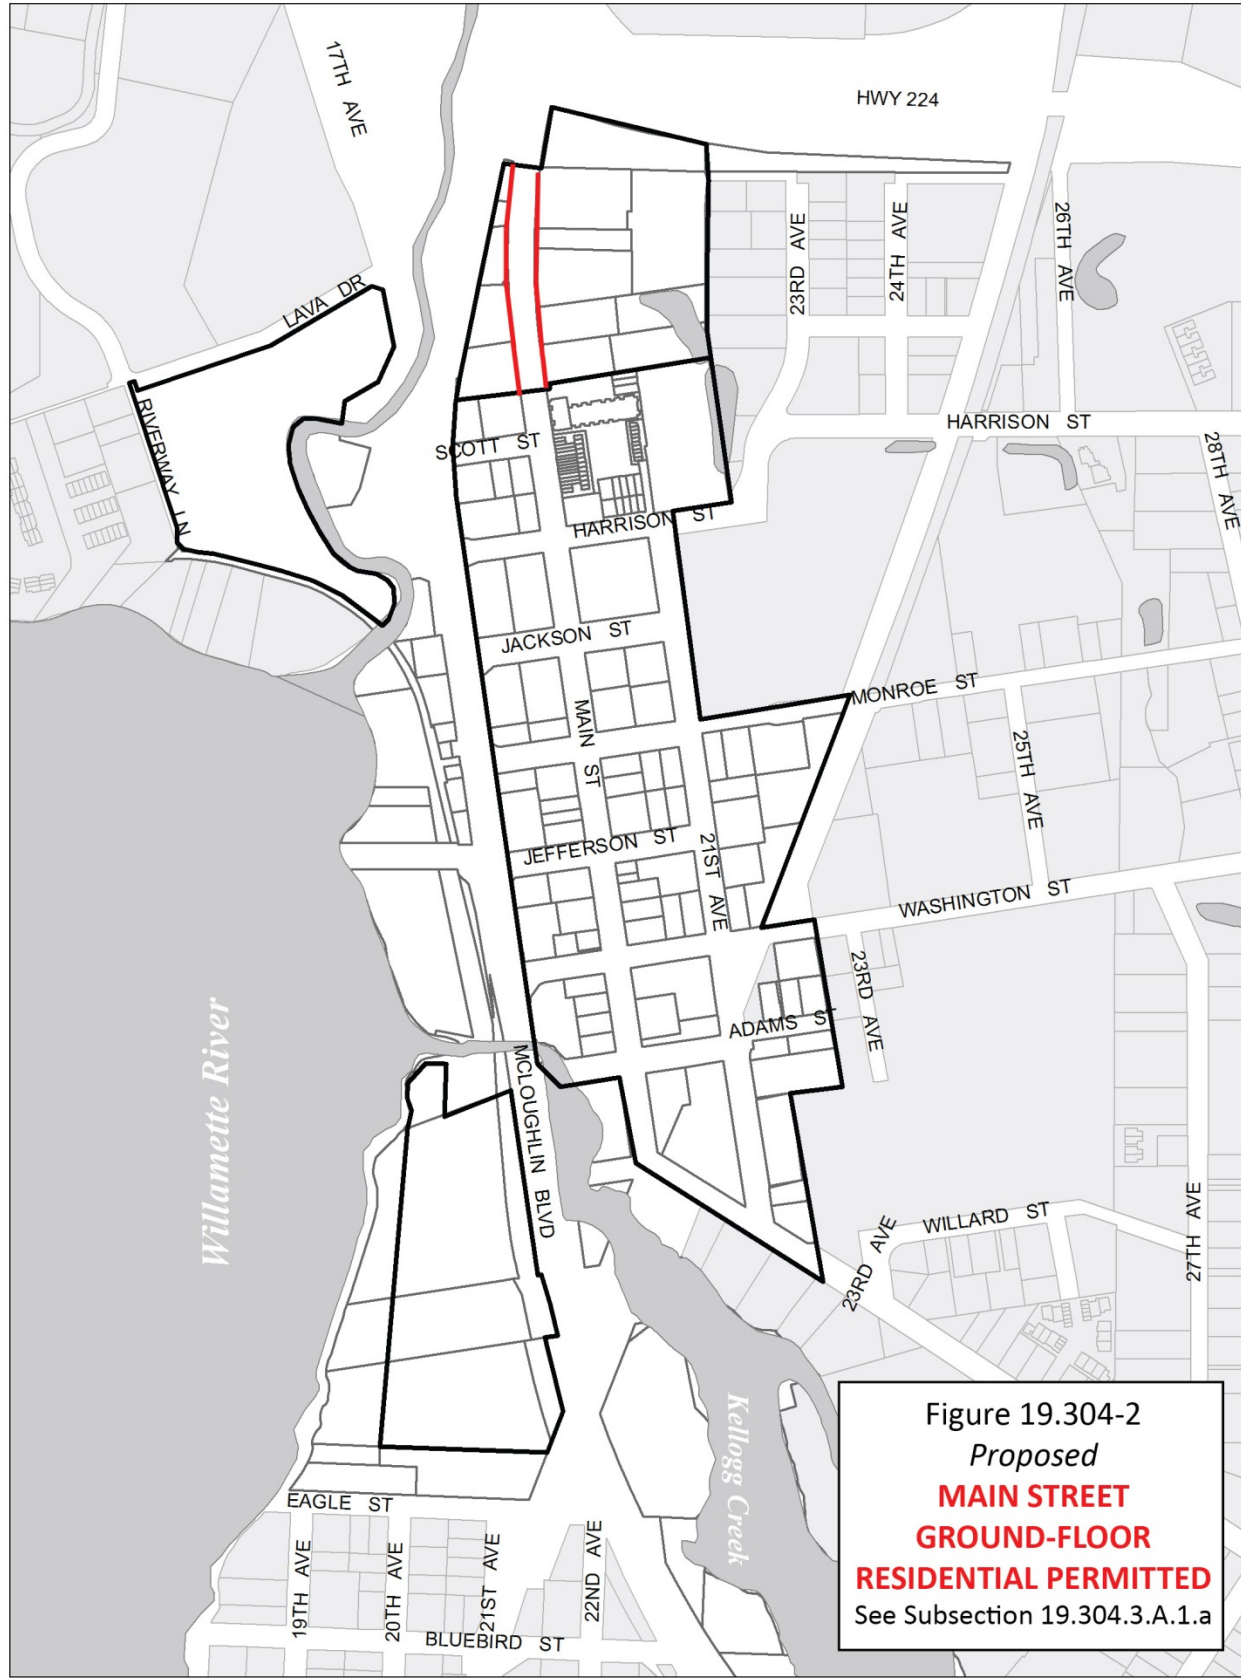 17TH AVE
HWY 224
26TH AVE
23RD AVE
24TH AVE
LAVA DR
RIVERWAY LN
SCOTT ST
HARRISON ST
28TH AVE
HARRISON ST
JACKSON ST
MONROE ST
MAIN ST
25TH AVE
JEFFERSON ST
21ST AVE
WASHINGTON ST
23RD AVE
ADAMS ST
Willamette River
MCLOUGHLIN BLVD
WILLARD ST
23RD AVE
27TH AVE
Kellogg Creek
EAGLE ST
19TH AVE
20TH AVE
21ST AVE
22ND AVE
BLUEBIRD ST
Figure 19.304-2
Proposed
MAIN STREET
GROUND-FLOOR
RESIDENTIAL PERMITTED
See Subsection 19.304.3.A.1.a